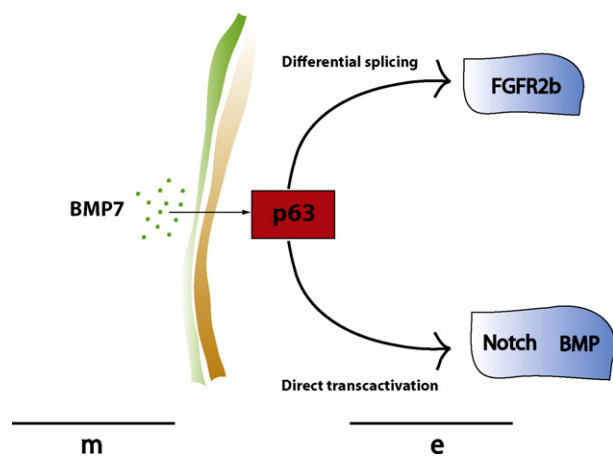 Differential splicing
FGFR2b
BMP7
p63
Notch BMP
Direct transcactivation
m
e